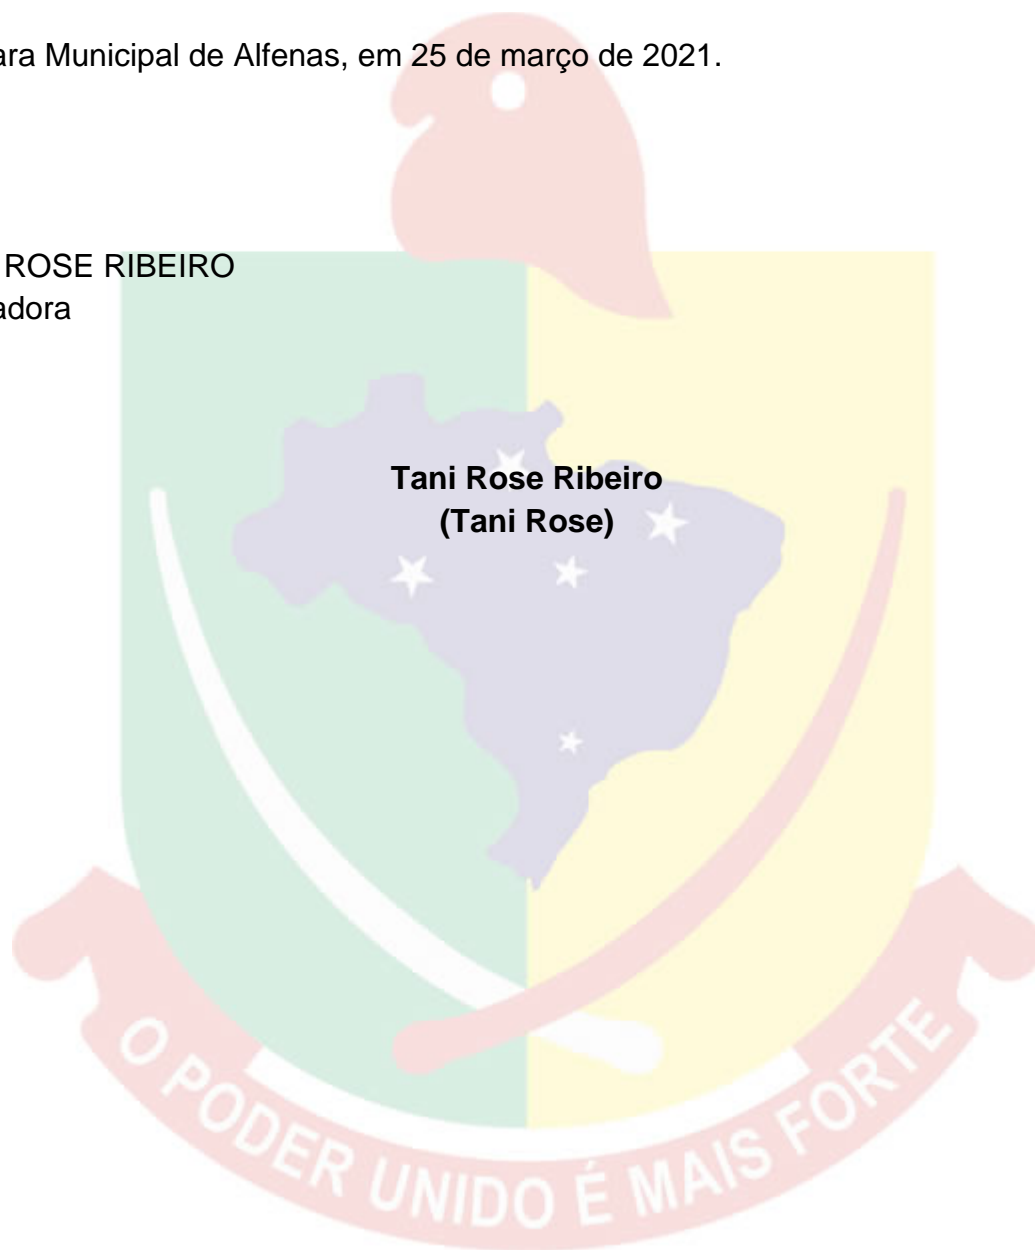 ara Municipal de Alfenas, em 25 de março de 2021.
ROSE RIBEIRO
adora
Tani Rose Ribeiro
(Tani Rose)
O PODER UNIDO É MAIS FORTE